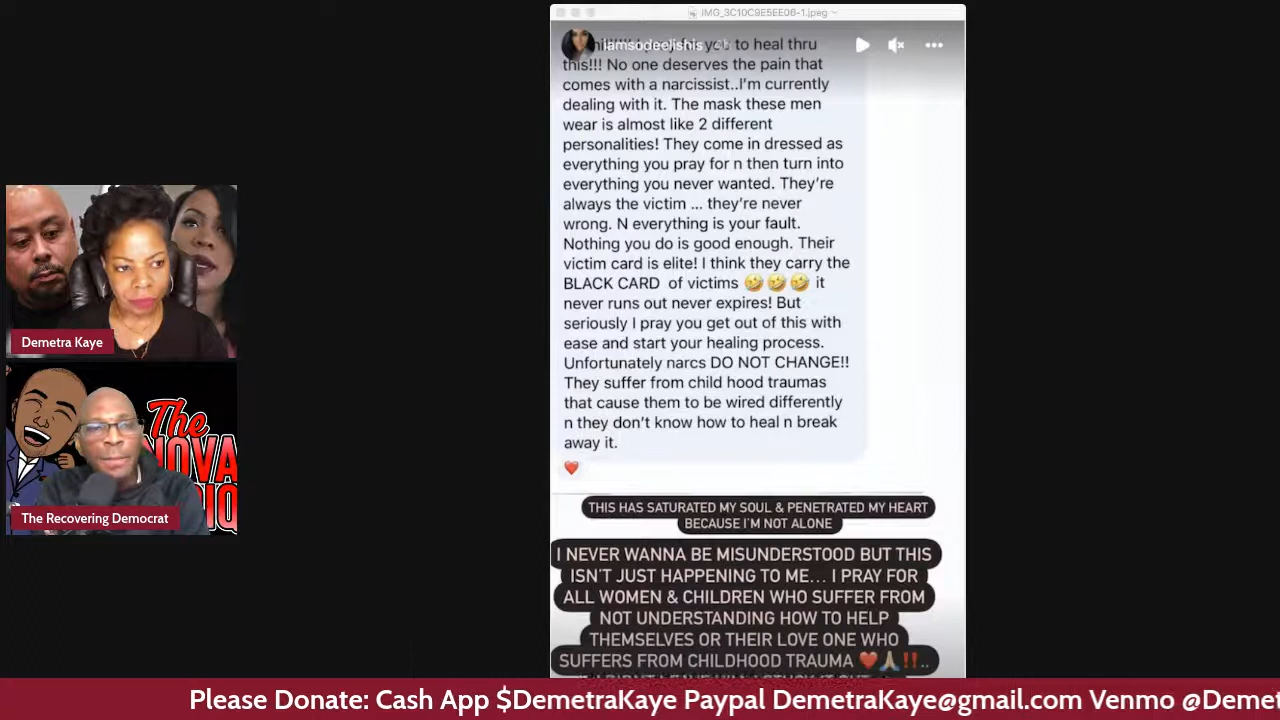 IMG_3C10C9E5EE06-1.jpeg
iamsodeelishis
to heal thru
this!!! No one deserves the pain that
comes with a narcissist..I'm currently
dealing with it. The mask these men
wear is almost like 2 different
personalities! They come in dressed as
everything you pray for n then turn into
everything you never wanted. They're
always the victim ... they're never
wrong. N everything is your fault.
Nothing you do is good enough. Their
victim card is elite! I think they carry the
BLACK CARD of victims 🤣🤣🤣 it
never runs out never expires! But
seriously I pray you get out of this with
ease and start your healing process.
Unfortunately narcs DO NOT CHANGE!!
They suffer from child hood traumas
that cause them to be wired differently
n they don't know how to heal n break
away it.
❤️
THIS HAS SATURATED MY SOUL & PENETRATED MY HEART
BECAUSE I'M NOT ALONE
I NEVER WANNA BE MISUNDERSTOOD BUT THIS
ISN'T JUST HAPPENING TO ME... I PRAY FOR
ALL WOMEN & CHILDREN WHO SUFFER FROM
NOT UNDERSTANDING HOW TO HELP
THEMSELVES OR THEIR LOVE ONE WHO
SUFFERS FROM CHILDHOOD TRAUMA ❤️🙏🏼‼️..
Demetra Kaye
The
The Recovering Democrat
Please Donate: Cash App $DemetraKaye Paypal DemetraKaye@gmail.com Venmo @Deme